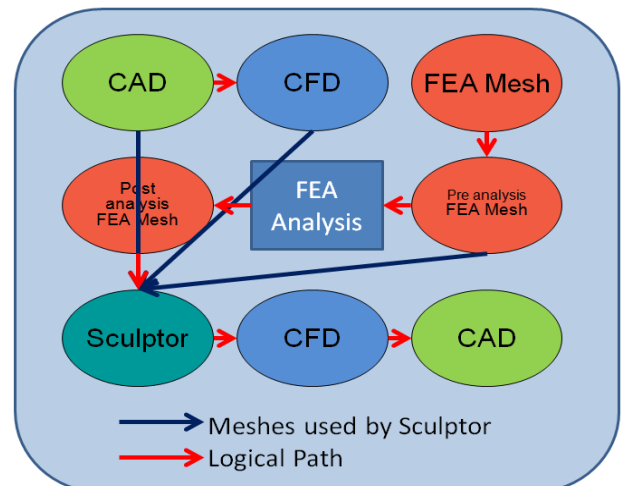 CAD
CFD
FEA Mesh
Post
analysis
FEA Mesh
FEA
Analysis
Pre analysis
FEA Mesh
Sculptor
CFD
CAD
Meshes used by Sculptor
Logical Path